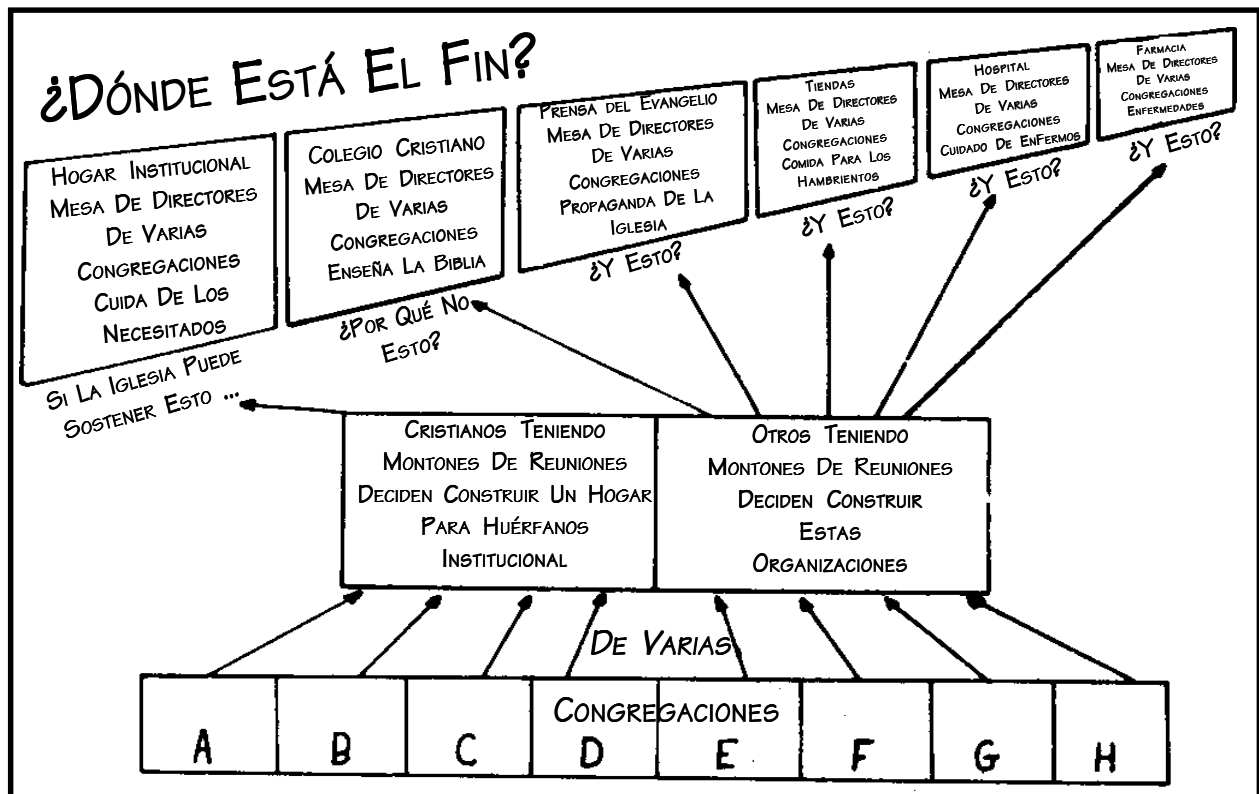 ¿Dónde Está El Fin?
Hogar Institucional
Mesa De Directores
De Varias
Congregaciones
Cuida De Los
Necesitados
Si La Iglesia Puede
Sostener Esto ...
Colegio Cristiano
Mesa De Directores
De Varias
Congregaciones
Enseña La Biblia
¿Por Qué No
Esto?
Prensa del Evangelio
Mesa De Directores
De Varias
Congregaciones
Propaganda De La
Iglesia
¿Y Esto?
Tiendas
Mesa De Directores
De Varias
Congregaciones
Comida Para Los
Hambrientos
¿Y Esto?
Hospital
Mesa De Directores
De Varias
Congregaciones
Cuidado De EnFermos
¿Y Esto?
Farmacia
Mesa De Directores
De Varias
Congregaciones
Enfermedades
¿Y Esto?
Cristianos Teniendo
Montones De Reuniones
Deciden Construir Un Hogar
Para Huérfanos
Institucional
Otros Teniendo
Montones De Reuniones
Deciden Construir
Estas
Organizaciones
De Varias
Congregaciones
A B C D E F G H